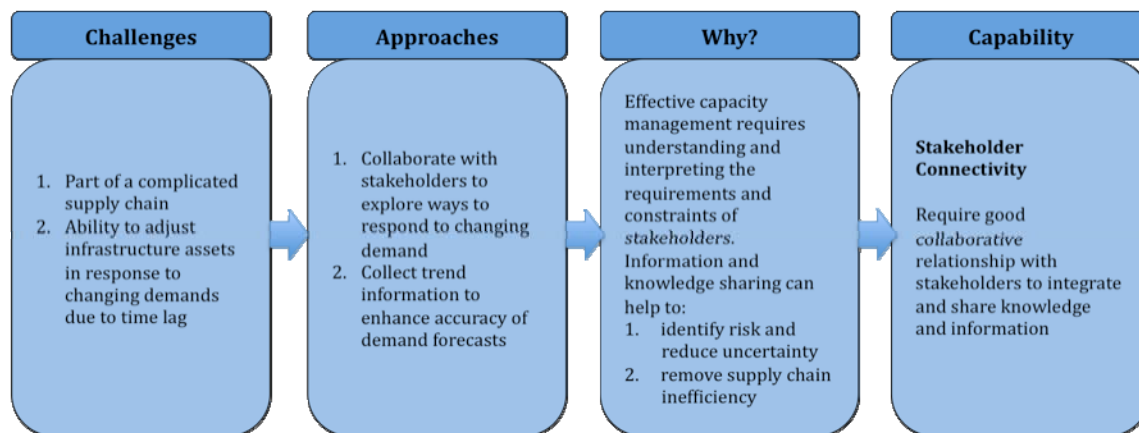 Challenges
1. Part of a complicated
supply chain
2. Ability to adjust
infrastructure assets
in response to
changing demands
due to time lag
Approaches
1. Collaborate with
stakeholders to
explore ways to
respond to changing
demand
2. Collect trend
information to
enhance accuracy of
demand forecasts
Why?
Effective capacity
management requires
understanding and
interpreting the
requirements and
constraints of
stakeholders.
Information and
knowledge sharing can
help to:
1. identify risk and
reduce uncertainty
2. remove supply chain
inefficiency
Capability
Stakeholder
Connectivity
Require good
collaborative
relationship with
stakeholders to integrate
and share knowledge
and information